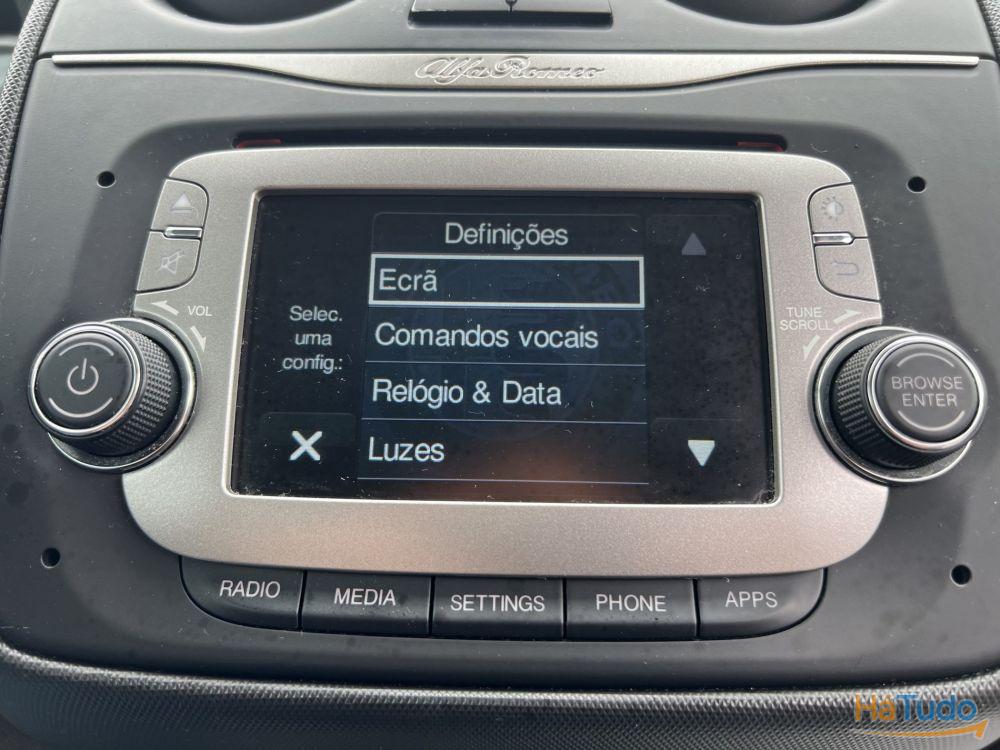 Alfa Romeo
Definições
Ecrã
Selec.
uma
config.:
Comandos vocais
Relógio & Data
Luzes
VOL
TUNE
SCROLL
BROWSE
ENTER
RADIO
MEDIA
SETTINGS
PHONE
APPS
HáTudo